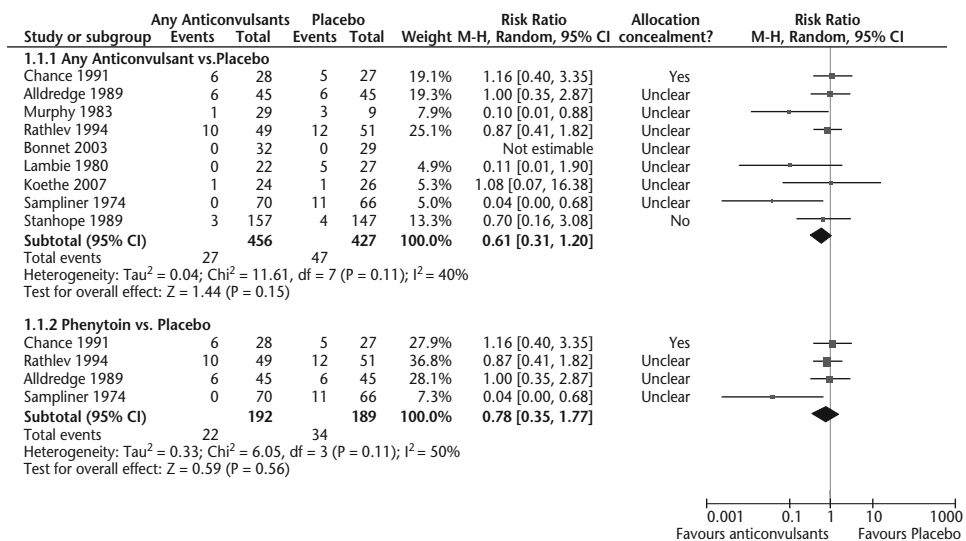 Any Anticonvulsants Placebo Risk Ratio Allocation Risk Ratio
Study or subgroup Events Total Events Total Weight M-H, Random, 95% CI concealment? M-H, Random, 95% CI
1.1.1 Any Anticonvulsant vs.Placebo
Chance 1991 6 28 5 27 19.1% 1.16 [0.40, 3.35] Yes
Alldredge 1989 6 45 6 45 19.3% 1.00 [0.35, 2.87] Unclear
Murphy 1983 1 29 3 9 7.9% 0.10 [0.01, 0.88] Unclear
Rathlev 1994 10 49 12 51 25.1% 0.87 [0.41, 1.82] Unclear
Bonnet 2003 0 32 0 29 Not estimable Unclear
Lambie 1980 0 22 5 27 4.9% 0.11 [0.01, 1.90] Unclear
Koethe 2007 1 24 1 26 5.3% 1.08 [0.07, 16.38] Unclear
Sampliner 1974 0 70 11 66 5.0% 0.04 [0.00, 0.68] Unclear
Stanhope 1989 3 157 4 147 13.3% 0.70 [0.16, 3.08] No
Subtotal (95% CI) 456 427 100.0% 0.61 [0.31, 1.20]
Total events 27 47
Heterogeneity: Tau² = 0.04; Chi² = 11.61, df = 7 (P = 0.11); I² = 40%
Test for overall effect: Z = 1.44 (P = 0.15)
1.1.2 Phenytoin vs. Placebo
Chance 1991 6 28 5 27 27.9% 1.16 [0.40, 3.35] Yes
Rathlev 1994 10 49 12 51 36.8% 0.87 [0.41, 1.82] Unclear
Alldredge 1989 6 45 6 45 28.1% 1.00 [0.35, 2.87] Unclear
Sampliner 1974 0 70 11 66 7.3% 0.04 [0.00, 0.68] Unclear
Subtotal (95% CI) 192 189 100.0% 0.78 [0.35, 1.77]
Total events 22 34
Heterogeneity: Tau² = 0.33; Chi² = 6.05, df = 3 (P = 0.11); I² = 50%
Test for overall effect: Z = 0.59 (P = 0.56)
0.001 0.1 1 10 1000
Favours anticonvulsants Favours Placebo